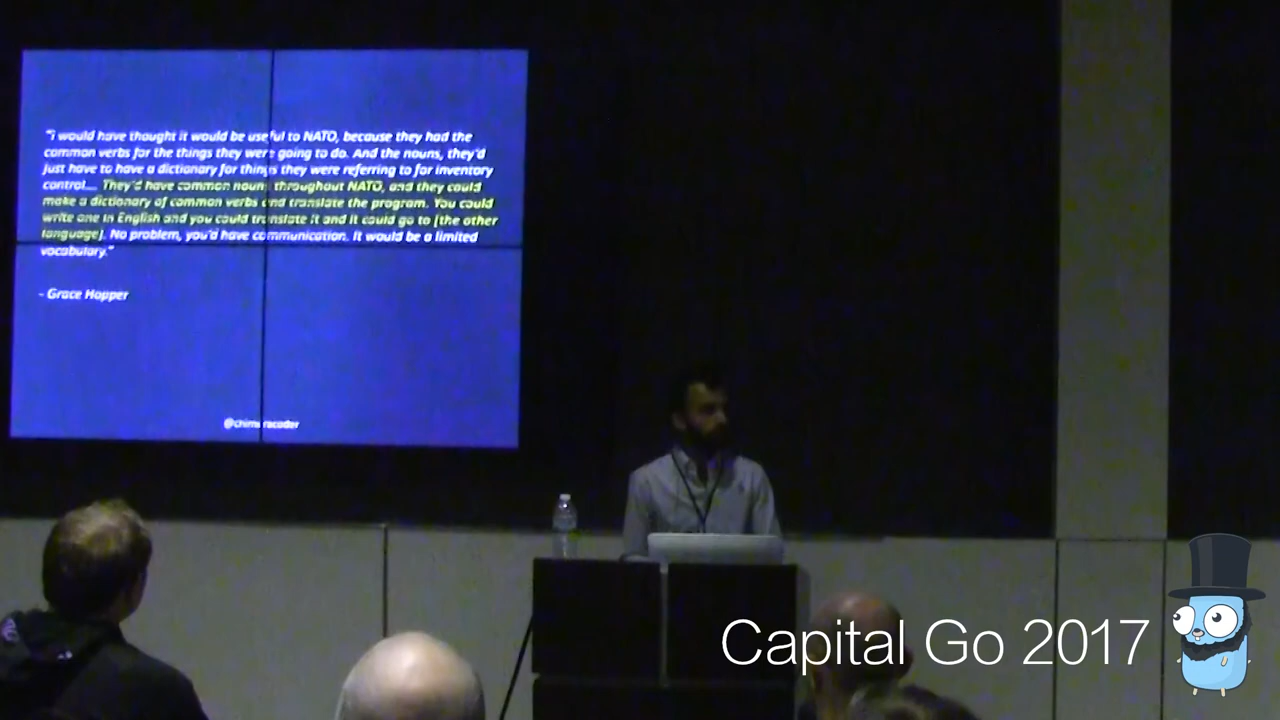 "I would have thought it would be useful to NATO, because they had the
common verbs for the things they were going to do. And the nouns, they'd
just have to have a dictionary for things they were referring to for inventory
control.... They'd have common nouns throughout NATO, and they could
make a dictionary of common verbs and translate the program. You could
write one in English and you could translate it and it could go to [the other
language]. No problem, you'd have communication. It would be a limited
vocabulary."
- Grace Hopper
@chimeracoder
Capital Go 2017